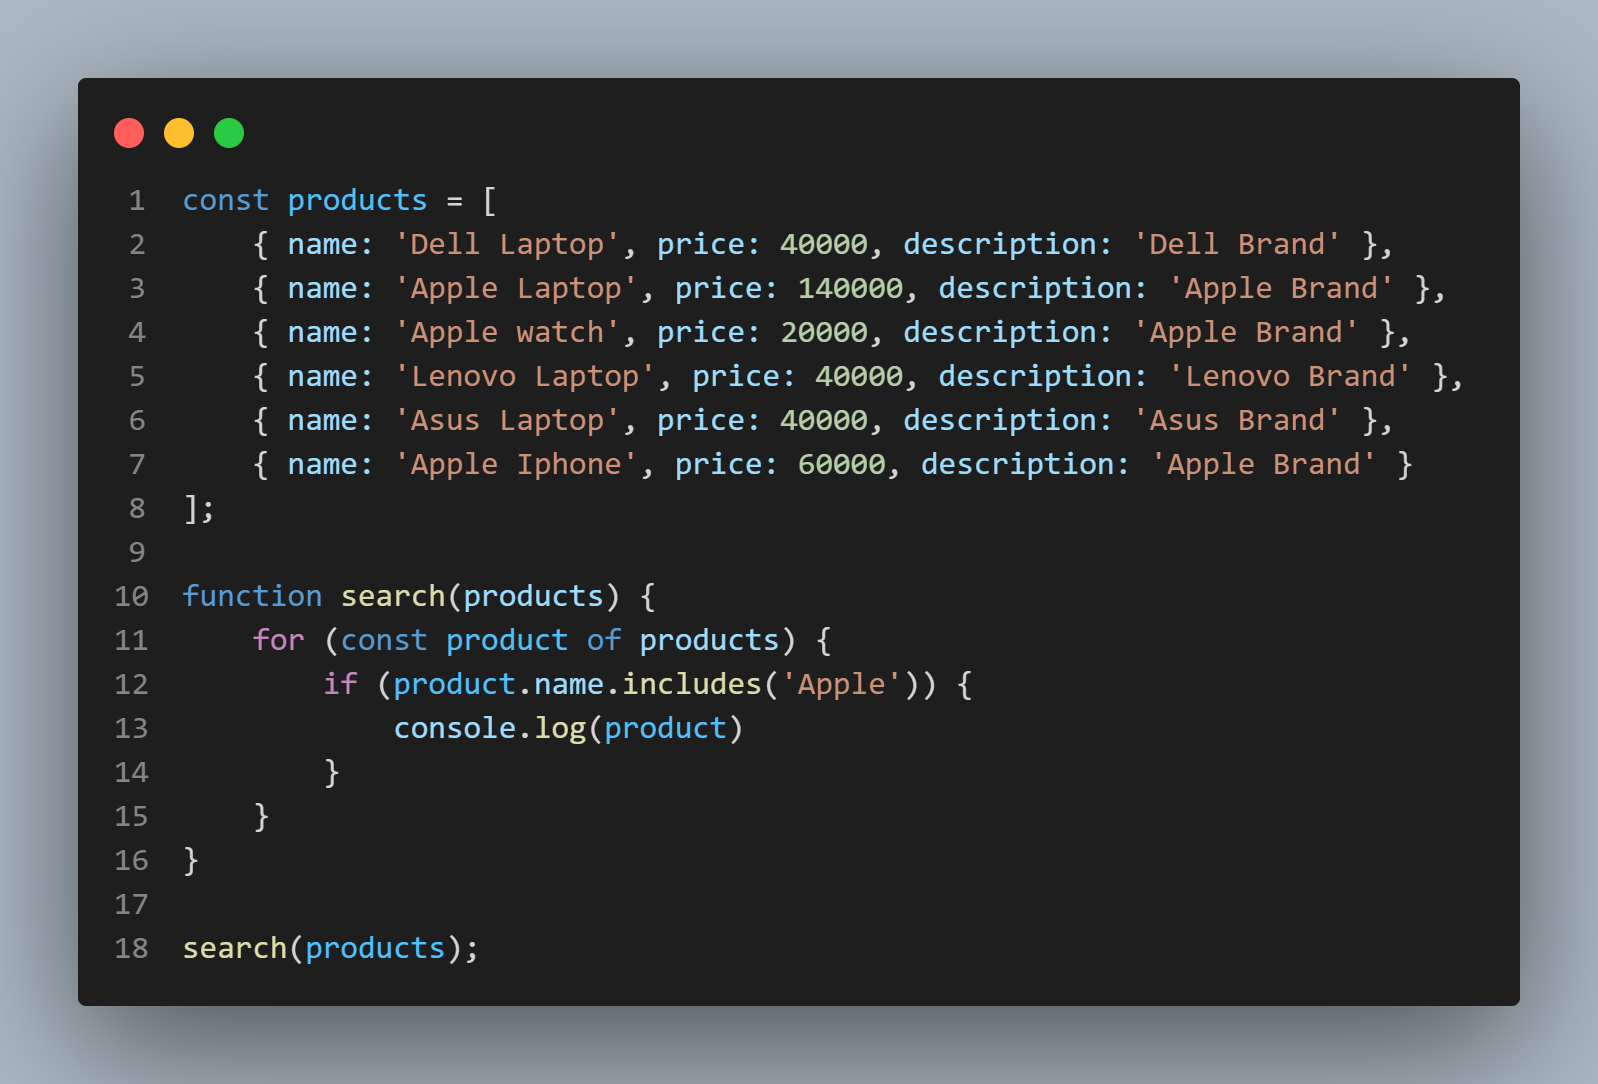 1 const products = [
2     { name: 'Dell Laptop', price: 40000, description: 'Dell Brand' },
3     { name: 'Apple Laptop', price: 140000, description: 'Apple Brand' },
4     { name: 'Apple watch', price: 20000, description: 'Apple Brand' },
5     { name: 'Lenovo Laptop', price: 40000, description: 'Lenovo Brand' },
6     { name: 'Asus Laptop', price: 40000, description: 'Asus Brand' },
7     { name: 'Apple Iphone', price: 60000, description: 'Apple Brand' }
8 ];
9
10 function search(products) {
11     for (const product of products) {
12         if (product.name.includes('Apple')) {
13             console.log(product)
14         }
15     }
16 }
17
18 search(products);